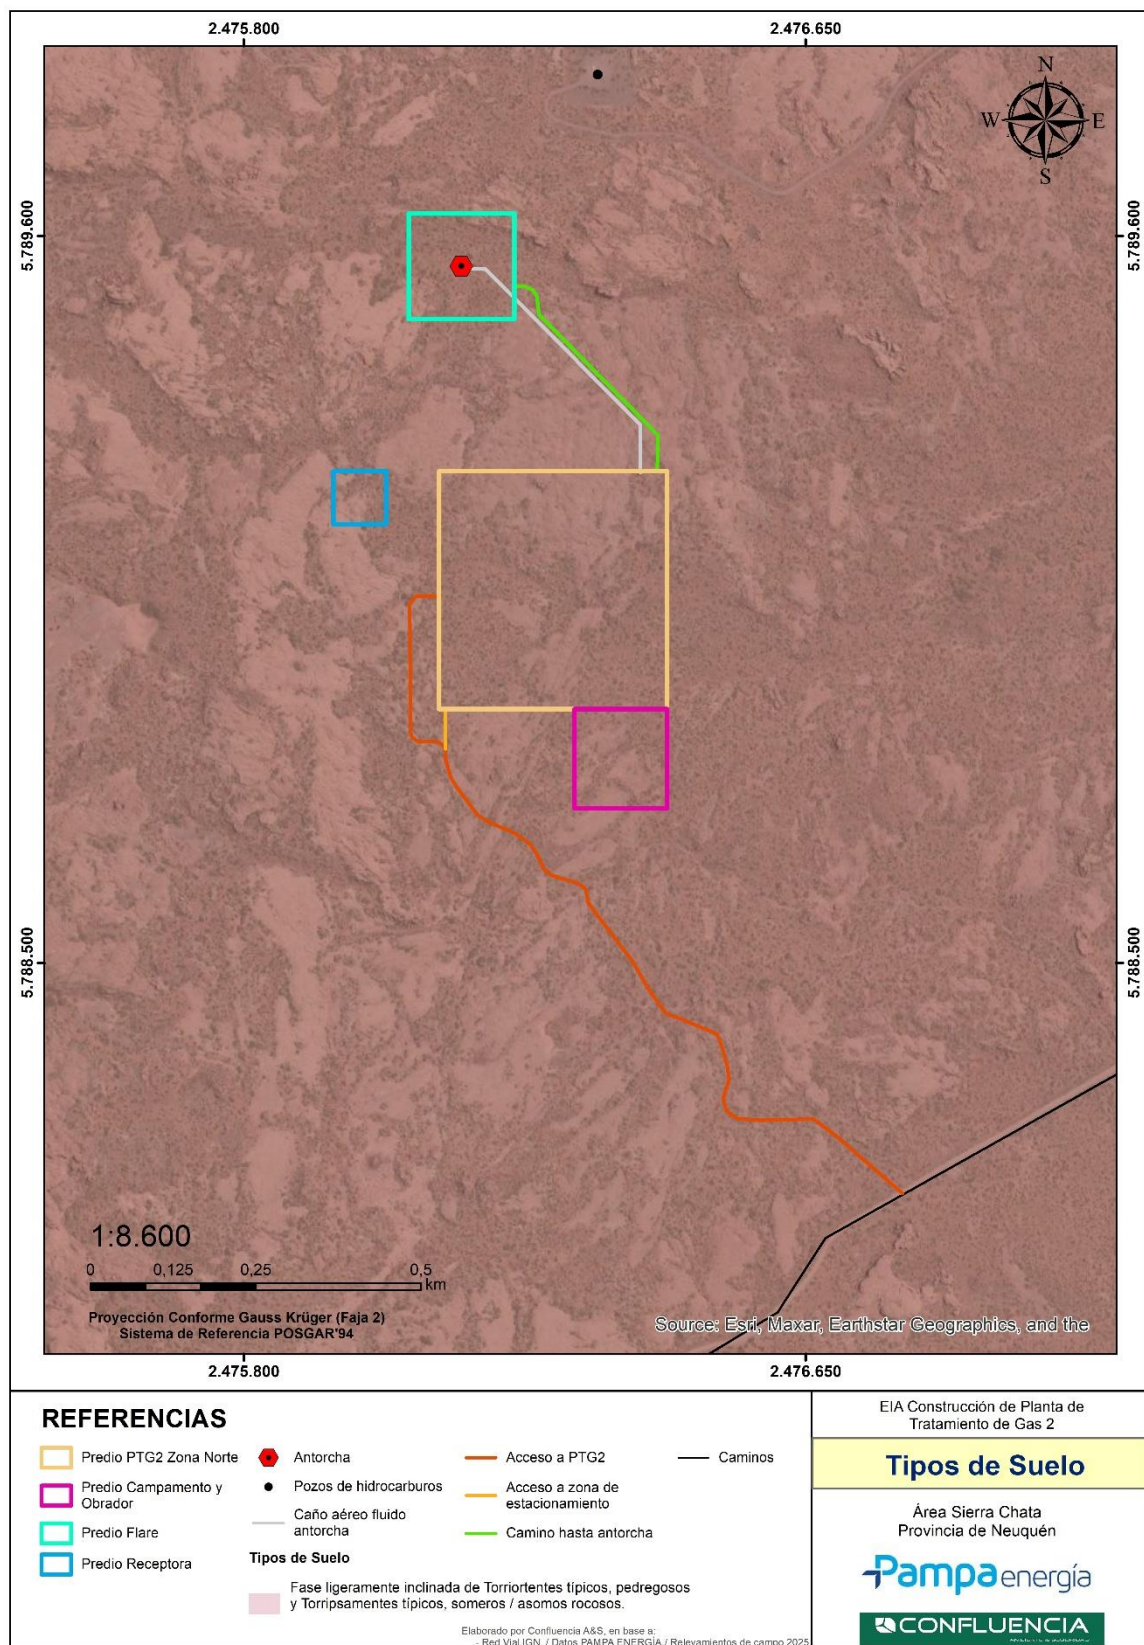 2.475.800
2.476.650
N
W
E
S
5.789.600
5.789.600
5.788.500
5.788.500
1:8.600
0
0,125
0,25
0,5
km
Proyección Conforme Gauss Krüger (Faja 2)
Sistema de Referencia POSGAR'94
Source: Esri, Maxar, Earthstar Geographics, and the
2.475.800
2.476.650
REFERENCIAS
Predio PTG2 Zona Norte
Predio Campamento y
Obrador
Predio Flare
Predio Receptora
Antorcha
Pozos de hidrocarburos
Caño aéreo fluido
antorcha
Acceso a PTG2
Acceso a zona de
estacionamiento
Camino hasta antorcha
Caminos
Tipos de Suelo
Fase ligeramente inclinada de Torriortentes típicos, pedregosos
y Torripsamentes típicos, someros / asomos rocosos.
Elaborado por Confluencia A&S, en base a:
- Red Vial IGN. / Datos PAMPA ENERGÍA / Relevamientos de campo 2025
EIA Construcción de Planta de
Tratamiento de Gas 2
Tipos de Suelo
Área Sierra Chata
Provincia de Neuquén
Pampa energía
CONFLUENCIA